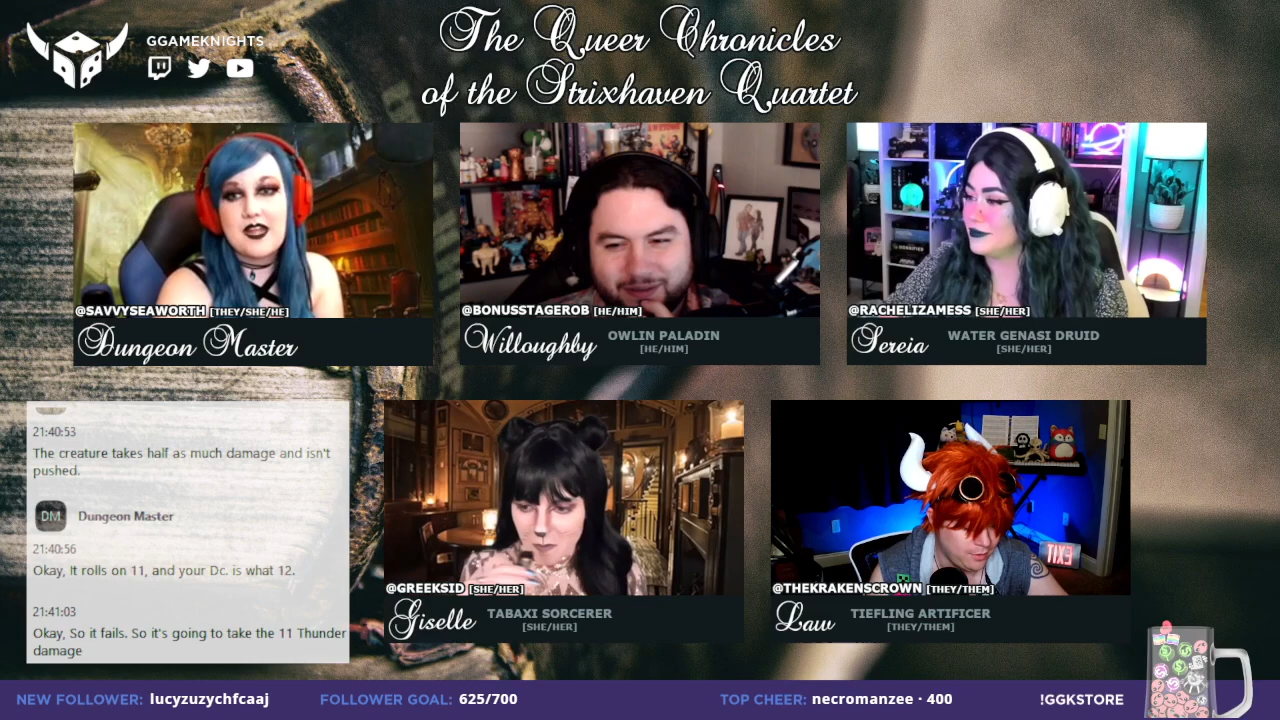 GGAMEKNIGHTS
The Queer Chronicles
of the Strixhaven Quartet
@SAVVYSEAWORTH [THEY/SHE/HE]
Dungeon Master
@BONUSSTAGEROB [HE/HIM]
Willoughby OWLIN PALADIN
[HE/HIM]
@RACHELIZAMESS [SHE/HER]
Sereia WATER GENASI DRUID
[SHE/HER]
21:40:53
The creature takes half as much damage and isn't
pushed.
DM Dungeon Master
21:40:56
Okay, It rolls on 11, and your Dc. is what 12.
21:41:03
Okay, So it fails. So it's going to take the 11 Thunder
damage
@GREEKSID [SHE/HER]
Giselle TABAXI SORCERER
[SHE/HER]
EXIT
@THEKRAKENSCROWN [THEY/THEM]
Law TIEFLING ARTIFICER
[THEY/THEM]
NEW FOLLOWER: lucyzuzychfcaaj FOLLOWER GOAL: 625/700 TOP CHEER: necromanzee · 400 !GGKSTORE